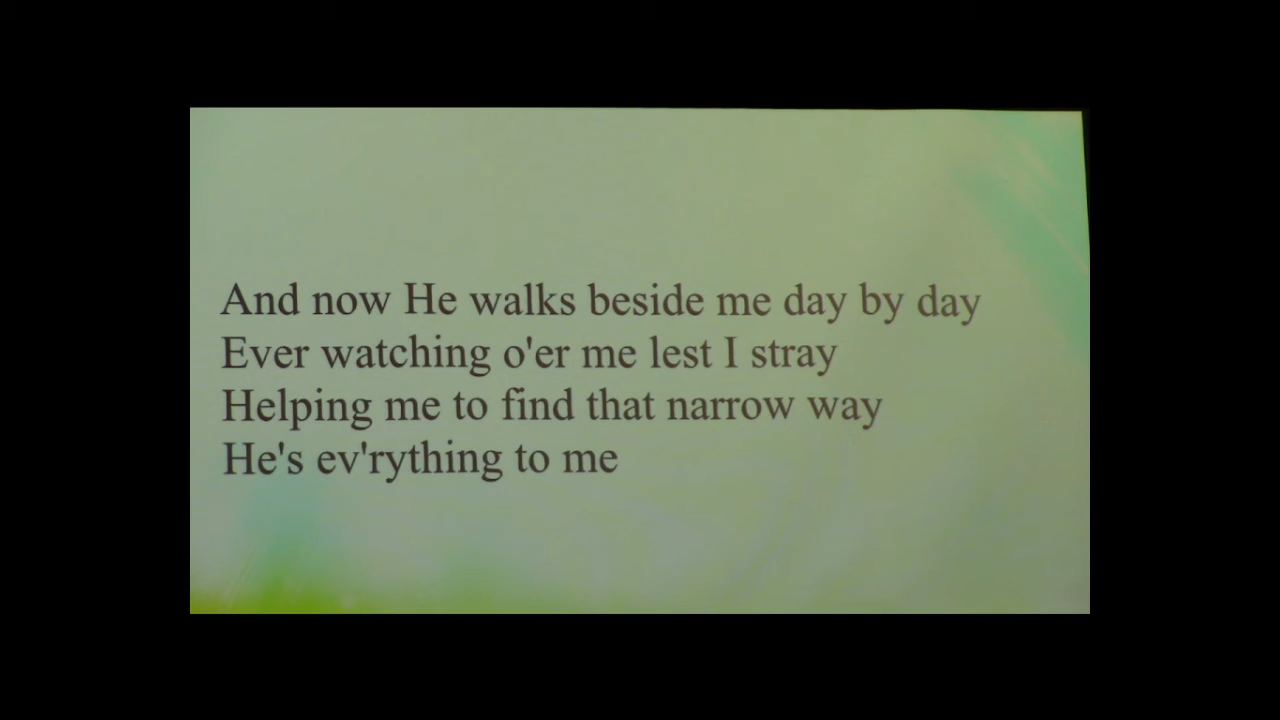 And now He walks beside me day by day
Ever watching o'er me lest I stray
Helping me to find that narrow way
He's ev'rything to me